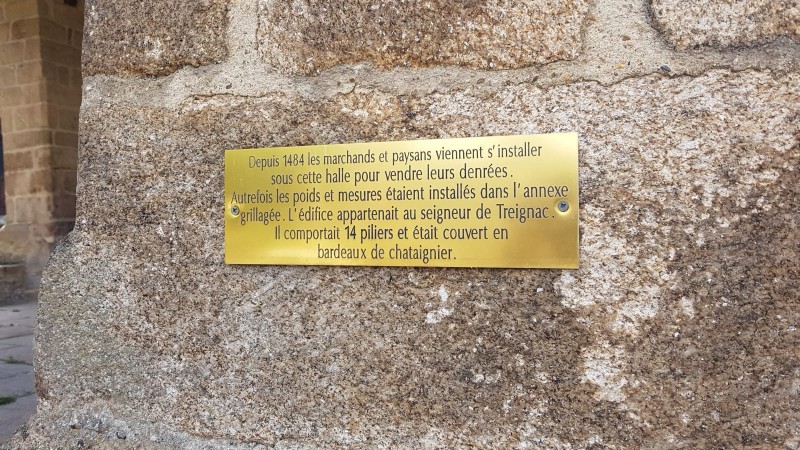 Depuis 1484 les marchands et paysans viennent s'installer
sous cette halle pour vendre leurs denrées.
Autrefois les poids et mesures étaient installés dans l'annexe
grillagée. L'édifice appartenait au seigneur de Treignac.
Il comportait 14 piliers et était couvert en
bardeaux de chataignier.